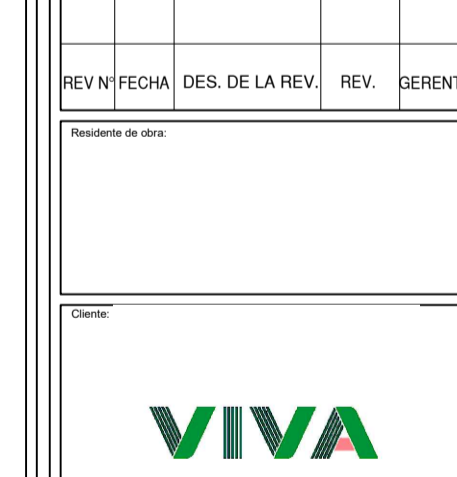 REV Nº FECHA DES. DE LA REV. REV. GERENT
Residente de obra:
Cliente:
VIVA